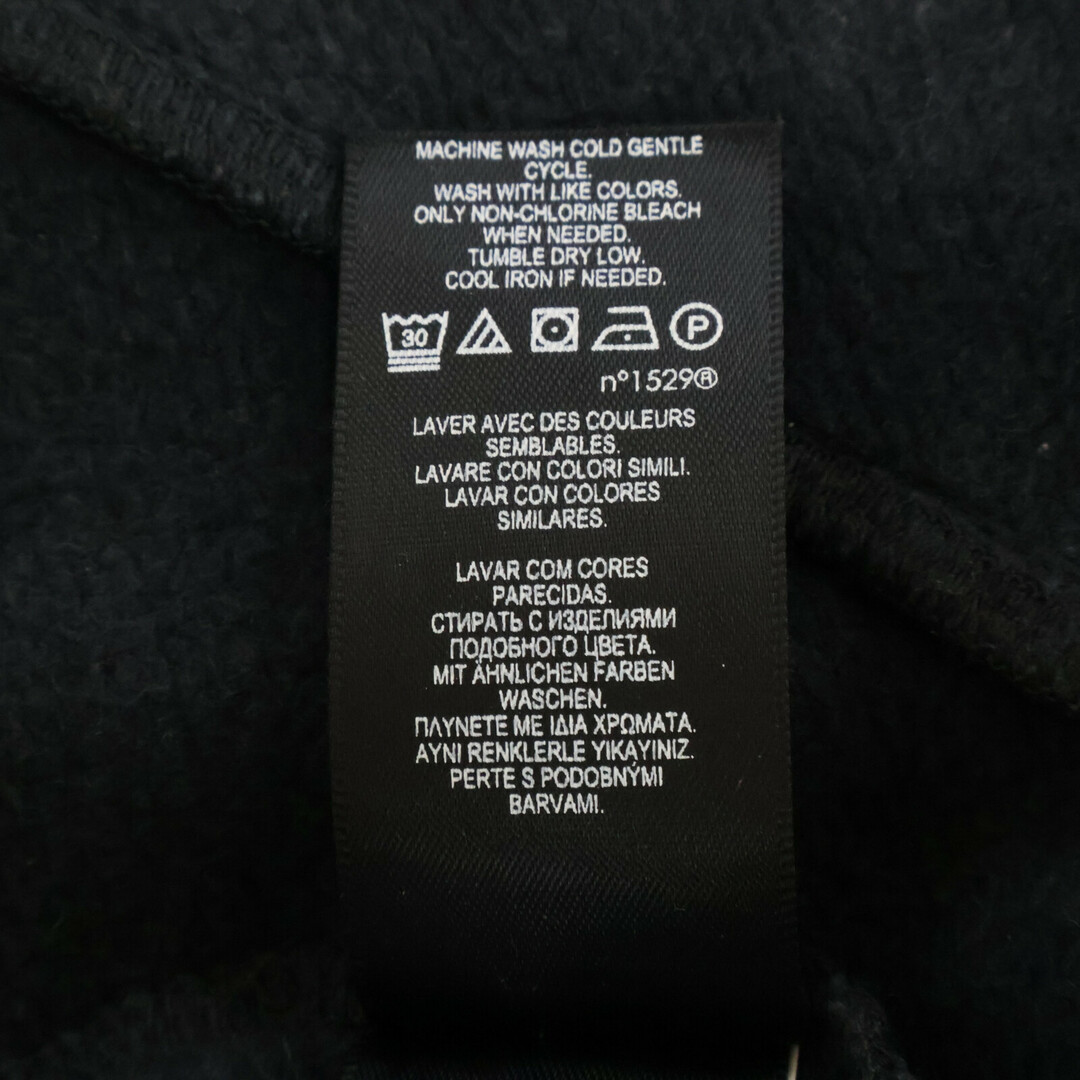 MACHINE WASH COLD GENTLE
CYCLE.
WASH WITH LIKE COLORS.
ONLY NON-CHLORINE BLEACH
WHEN NEEDED.
TUMBLE DRY LOW.
COOL IRON IF NEEDED.
30 P
n°1529®
LAVER AVEC DES COULEURS
SEMBLABLES.
LAVARE CON COLORI SIMILI.
LAVAR CON COLORES
SIMILARES.
LAVAR COM CORES
PARECIDAS.
СТИРАТЬ С ИЗДЕЛИЯМИ
ПОДОБНОГО ЦВЕТА.
MIT ÄHNLICHEN FARBEN
WASCHEN.
ΠΛΥΝΕΤΕ ΜΕ ΙΔΙΑ ΧΡΩΜΑΤΑ.
AYNI RENKLERLE YIKAYINIZ.
PERTE S PODOBNÝMI
BARVAMI.